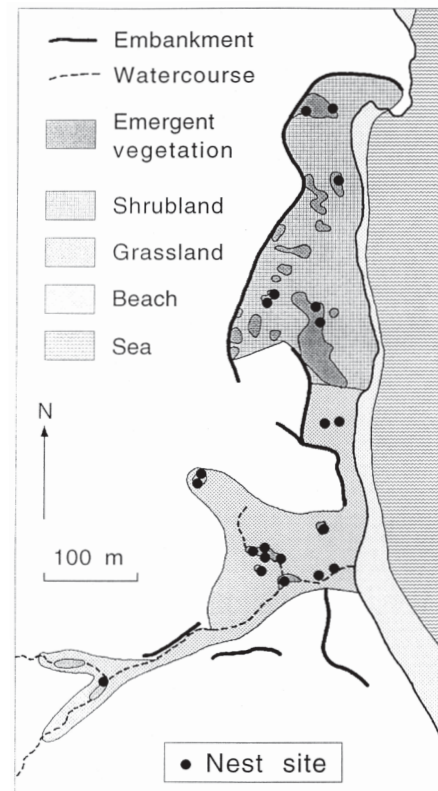 Embankment
Watercourse
Emergent
vegetation
Shrubland
Grassland
Beach
Sea
N
100 m
Nest site